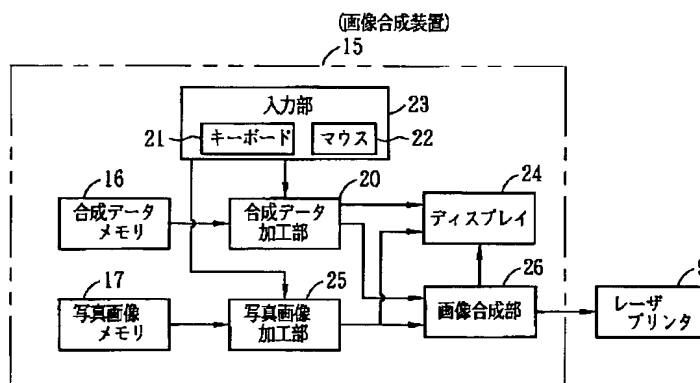 (画像合成装置)
15
入力部
23
21
キーボード
マウス
22
16
合成データ
メモリ
20
合成データ
加工部
24
ディスプレイ
17
写真画像
メモリ
25
写真画像
加工部
26
画像合成部
レーザ
プリンタ